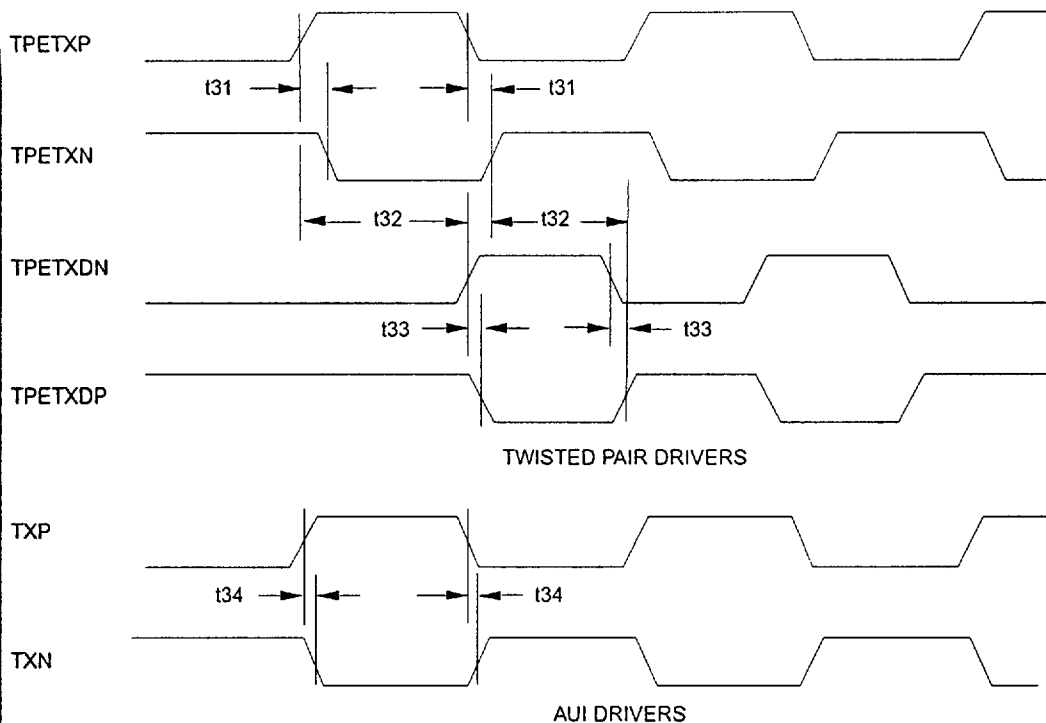 TPETXP
t31 t31
TPETXN
t32 t32
TPETXDN
t33 t33
TPETXDP
TWISTED PAIR DRIVERS
TXP
t34 t34
TXN
AUI DRIVERS